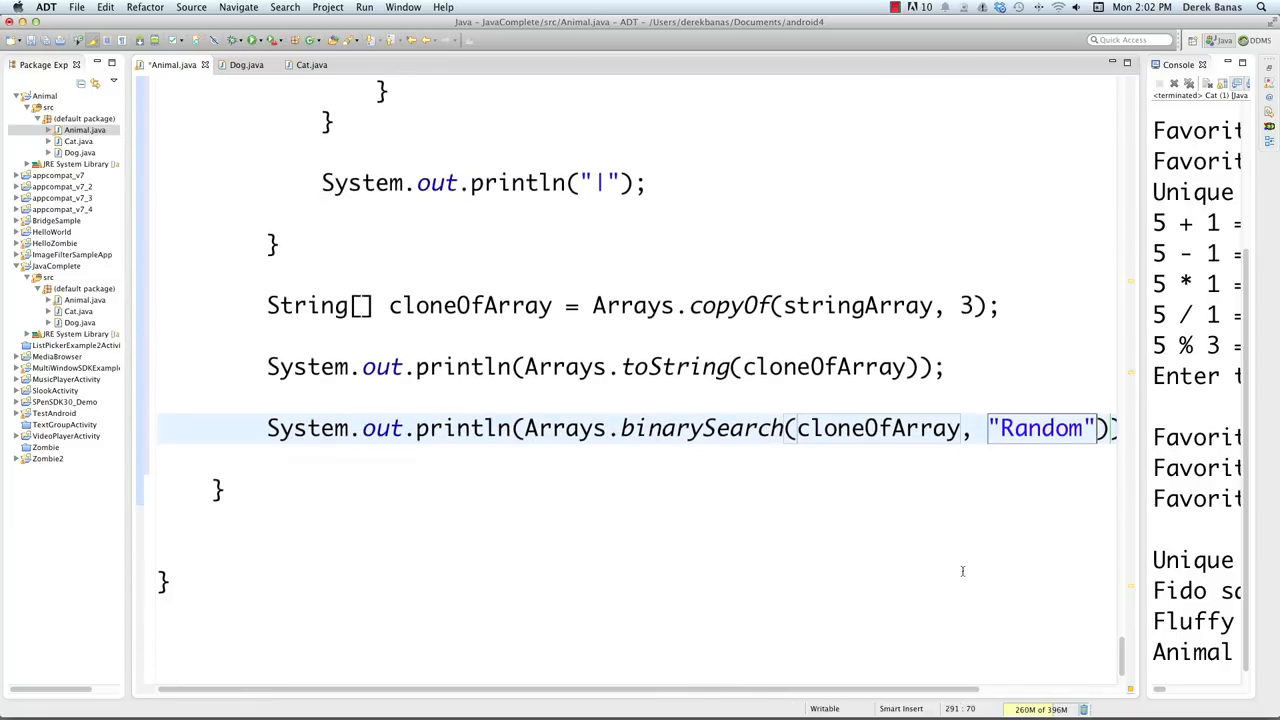 ADT File Edit Refactor Source Navigate Search Project Run Window Help 10 Mon 2:02 PM Derek Banas
Java - JavaComplete/src/Animal.java - ADT - /Users/derekbanas/Documents/android4
Quick Access Java DDMS
Package Exp
Animal
src
(default package)
Animal.java
Cat.java
Dog.java
JRE System Library [Ja
appcompat_v7
appcompat_v7_2
appcompat_v7_3
appcompat_v7_4
BridgeSample
HelloWorld
HelloZombie
ImageFilterSampleApp
JavaComplete
src
(default package)
Animal.java
Cat.java
Dog.java
JRE System Library [Ja
ListPickerExample2Activi
MediaBrowser
MultiWindowSDKExample
MusicPlayerActivity
SlookActivity
SPenSDK30_Demo
TestAndroid
TextGroupActivity
VideoPlayerActivity
Zombie
Zombie2
*Animal.java Dog.java Cat.java
}
}
System.out.println("|");
}
String[] cloneOfArray = Arrays.copyOf(stringArray, 3);
System.out.println(Arrays.toString(cloneOfArray));
System.out.println(Arrays.binarySearch(cloneOfArray, "Random"))
}
}
Console
<terminated> Cat (1) [Java
Favorit
Favorit
Unique
5 + 1 =
5 - 1 =
5 * 1 =
5 / 1 =
5 % 3 =
Enter t
Favorit
Favorit
Favorit
Unique
Fido sa
Fluffy
Animal
Writable Smart Insert 291 : 70 260M of 396M